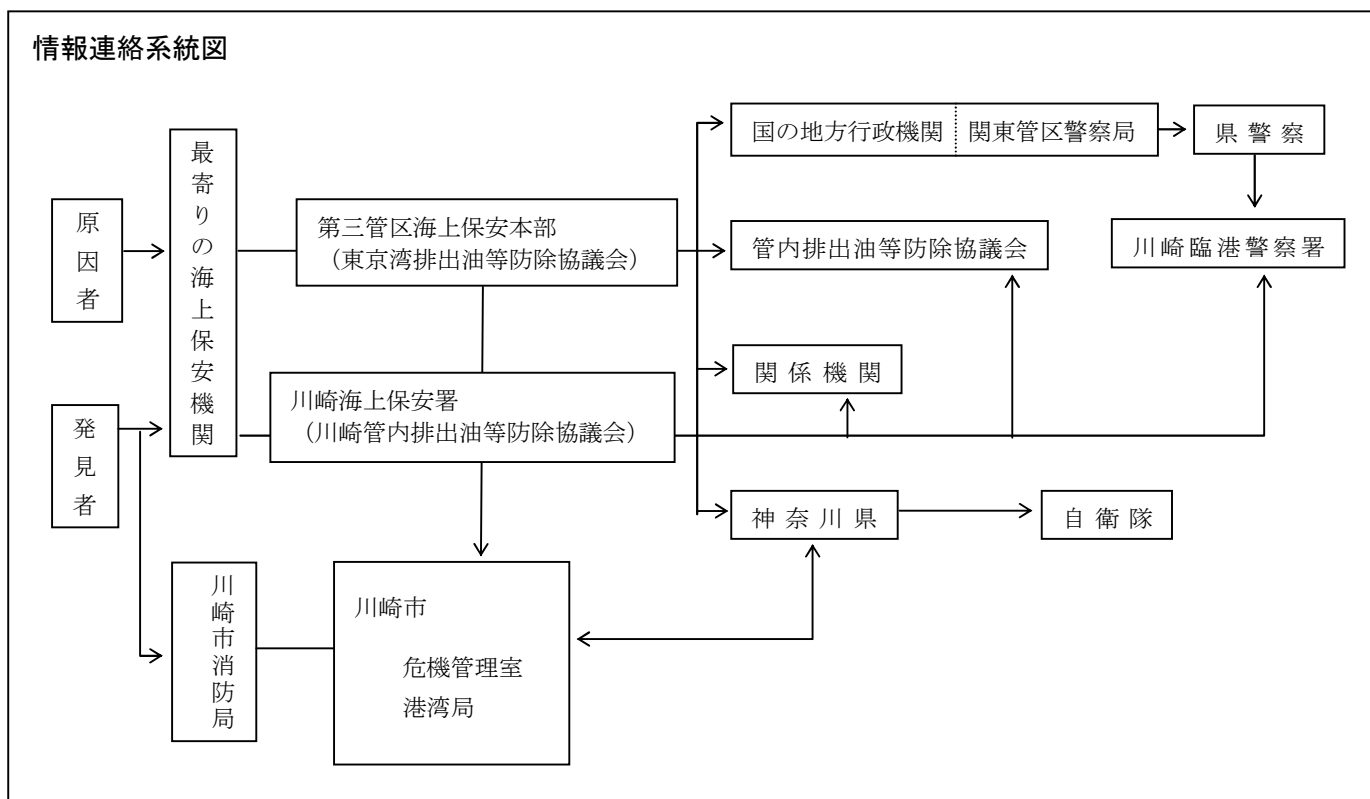 情報連絡系統図
原因者
発見者
最寄りの海上保安機関
川崎市消防局
第三管区海上保安本部
（東京湾排出油等防除協議会）
川崎海上保安署
（川崎管内排出油等防除協議会）
川崎市
危機管理室
港湾局
国の地方行政機関 関東管区警察局
県警察
管内排出油等防除協議会
川崎臨港警察署
関係機関
神奈川県
自衛隊